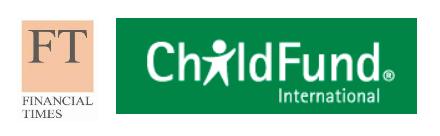 FT
FINANCIAL
TIMES
ChildFund®
International